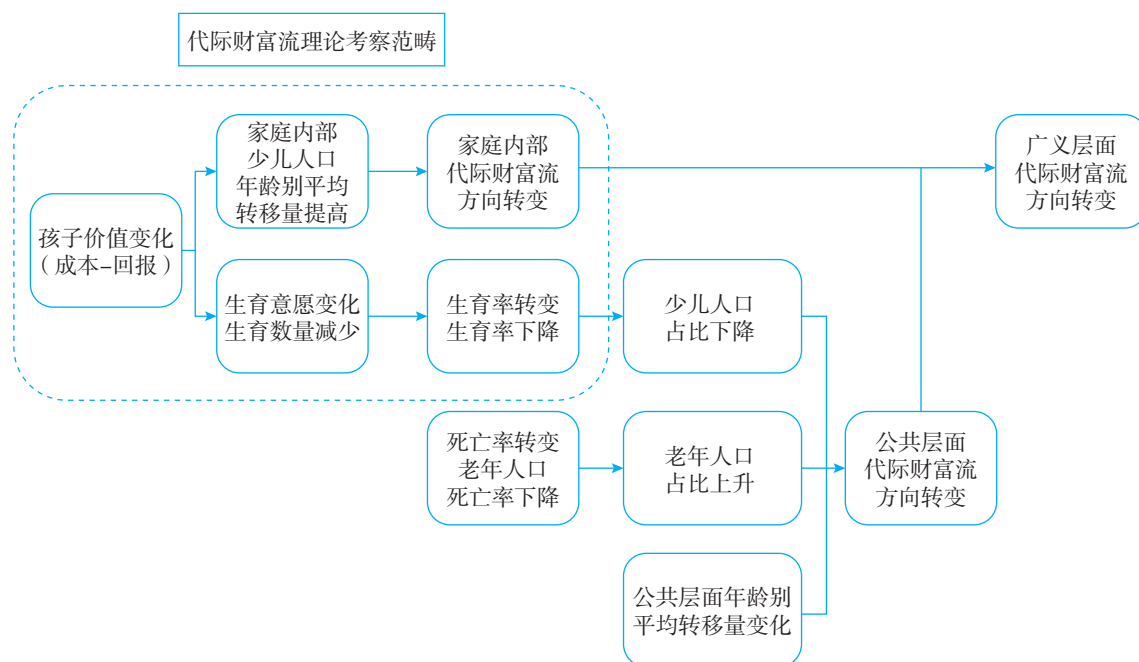 代际财富流理论考察范畴
家庭内部
少儿人口
年龄别平均
转移量提高
家庭内部
代际财富流
方向转变
广义层面
代际财富流
方向转变
孩子价值变化
（成本–回报）
生育意愿变化
生育数量减少
生育率转变
生育率下降
少儿人口
占比下降
死亡率转变
老年人口
死亡率下降
老年人口
占比上升
公共层面
代际财富流
方向转变
公共层面年龄别
平均转移量变化